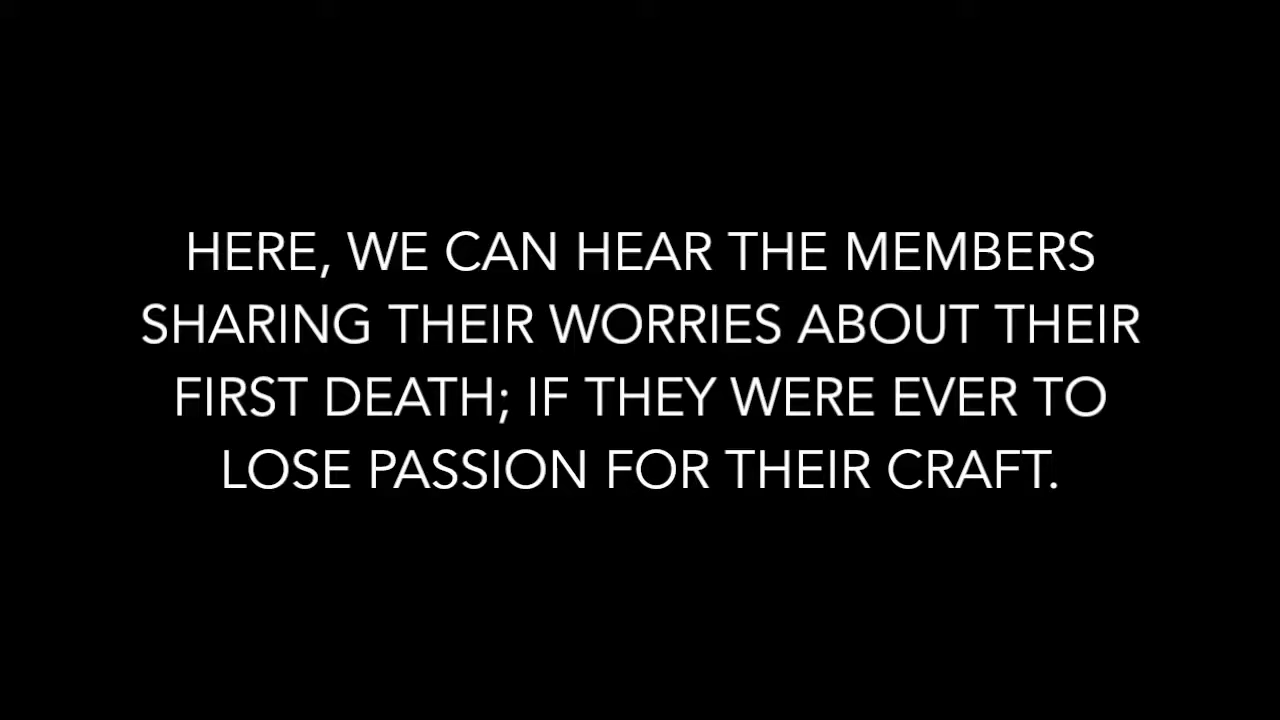 HERE, WE CAN HEAR THE MEMBERS
SHARING THEIR WORRIES ABOUT THEIR
FIRST DEATH; IF THEY WERE EVER TO
LOSE PASSION FOR THEIR CRAFT.